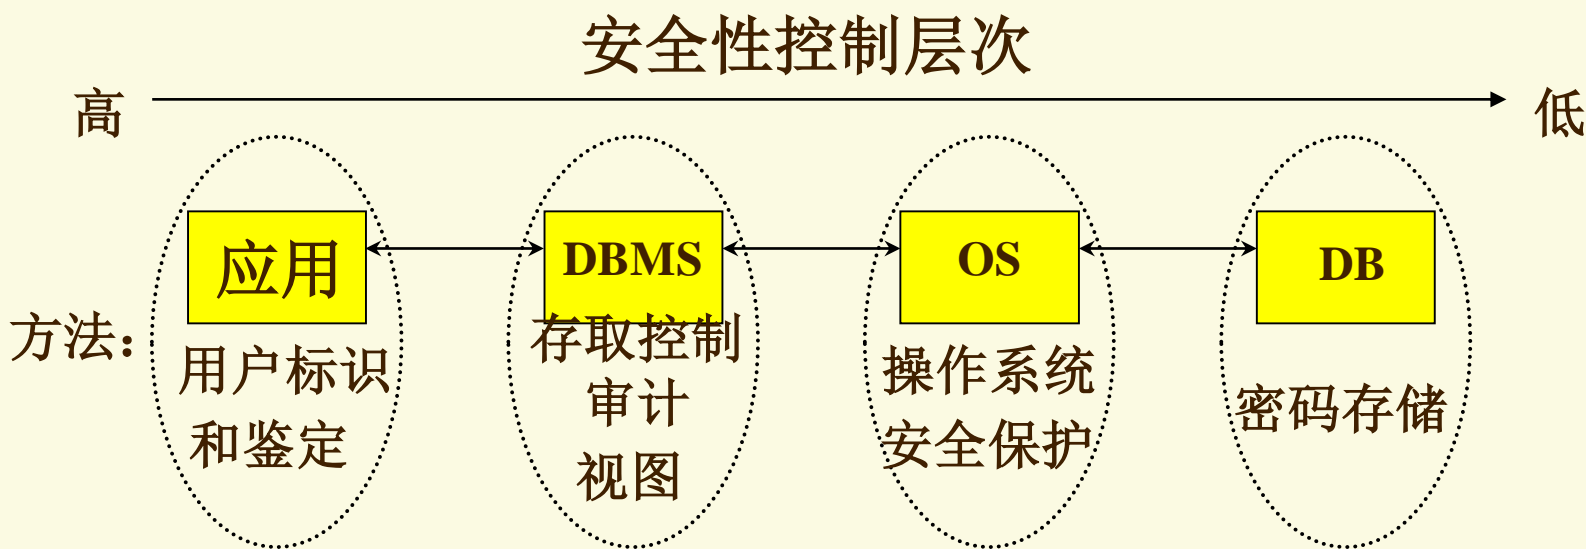 安全性控制层次
高
低
应用
DBMS
OS
DB
方法：
用户标识
和鉴定
存取控制
审计
视图
操作系统
安全保护
密码存储